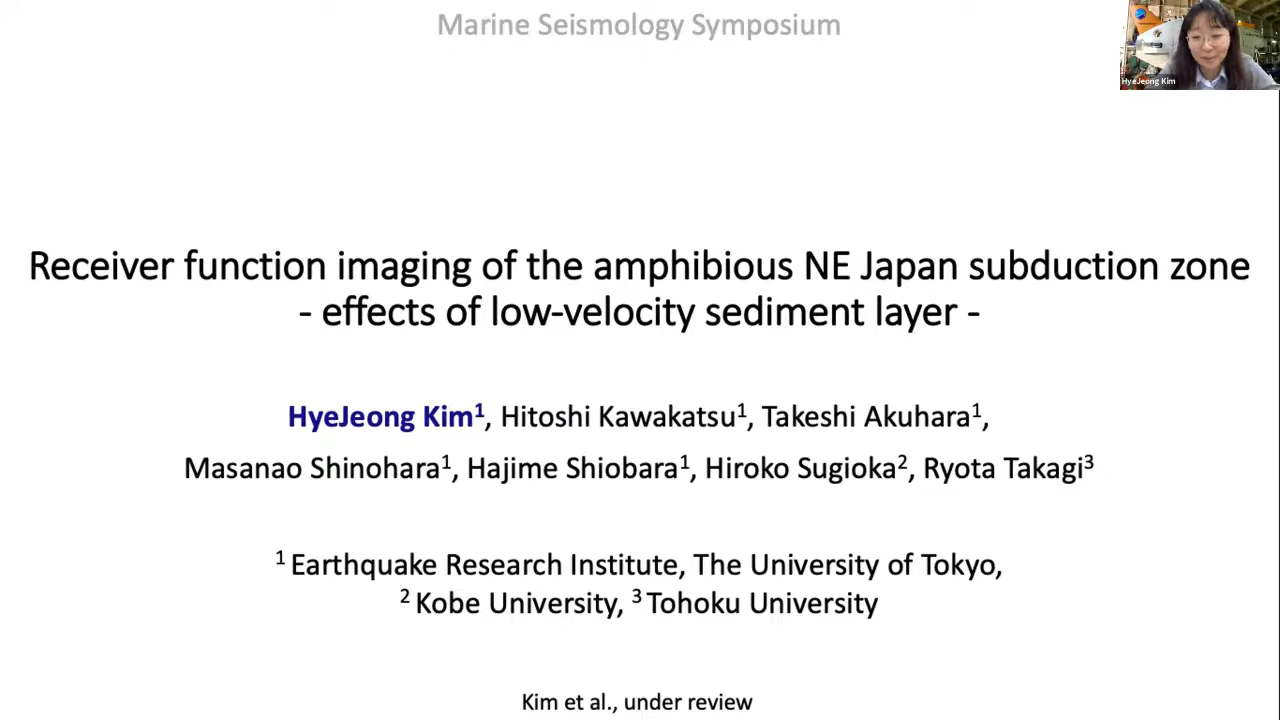 Marine Seismology Symposium
HyeJeong Kim
Receiver function imaging of the amphibious NE Japan subduction zone
- effects of low-velocity sediment layer -
HyeJeong Kim¹, Hitoshi Kawakatsu¹, Takeshi Akuhara¹,
Masanao Shinohara¹, Hajime Shiobara¹, Hiroko Sugioka², Ryota Takagi³
¹ Earthquake Research Institute, The University of Tokyo,
² Kobe University, ³ Tohoku University
Kim et al., under review